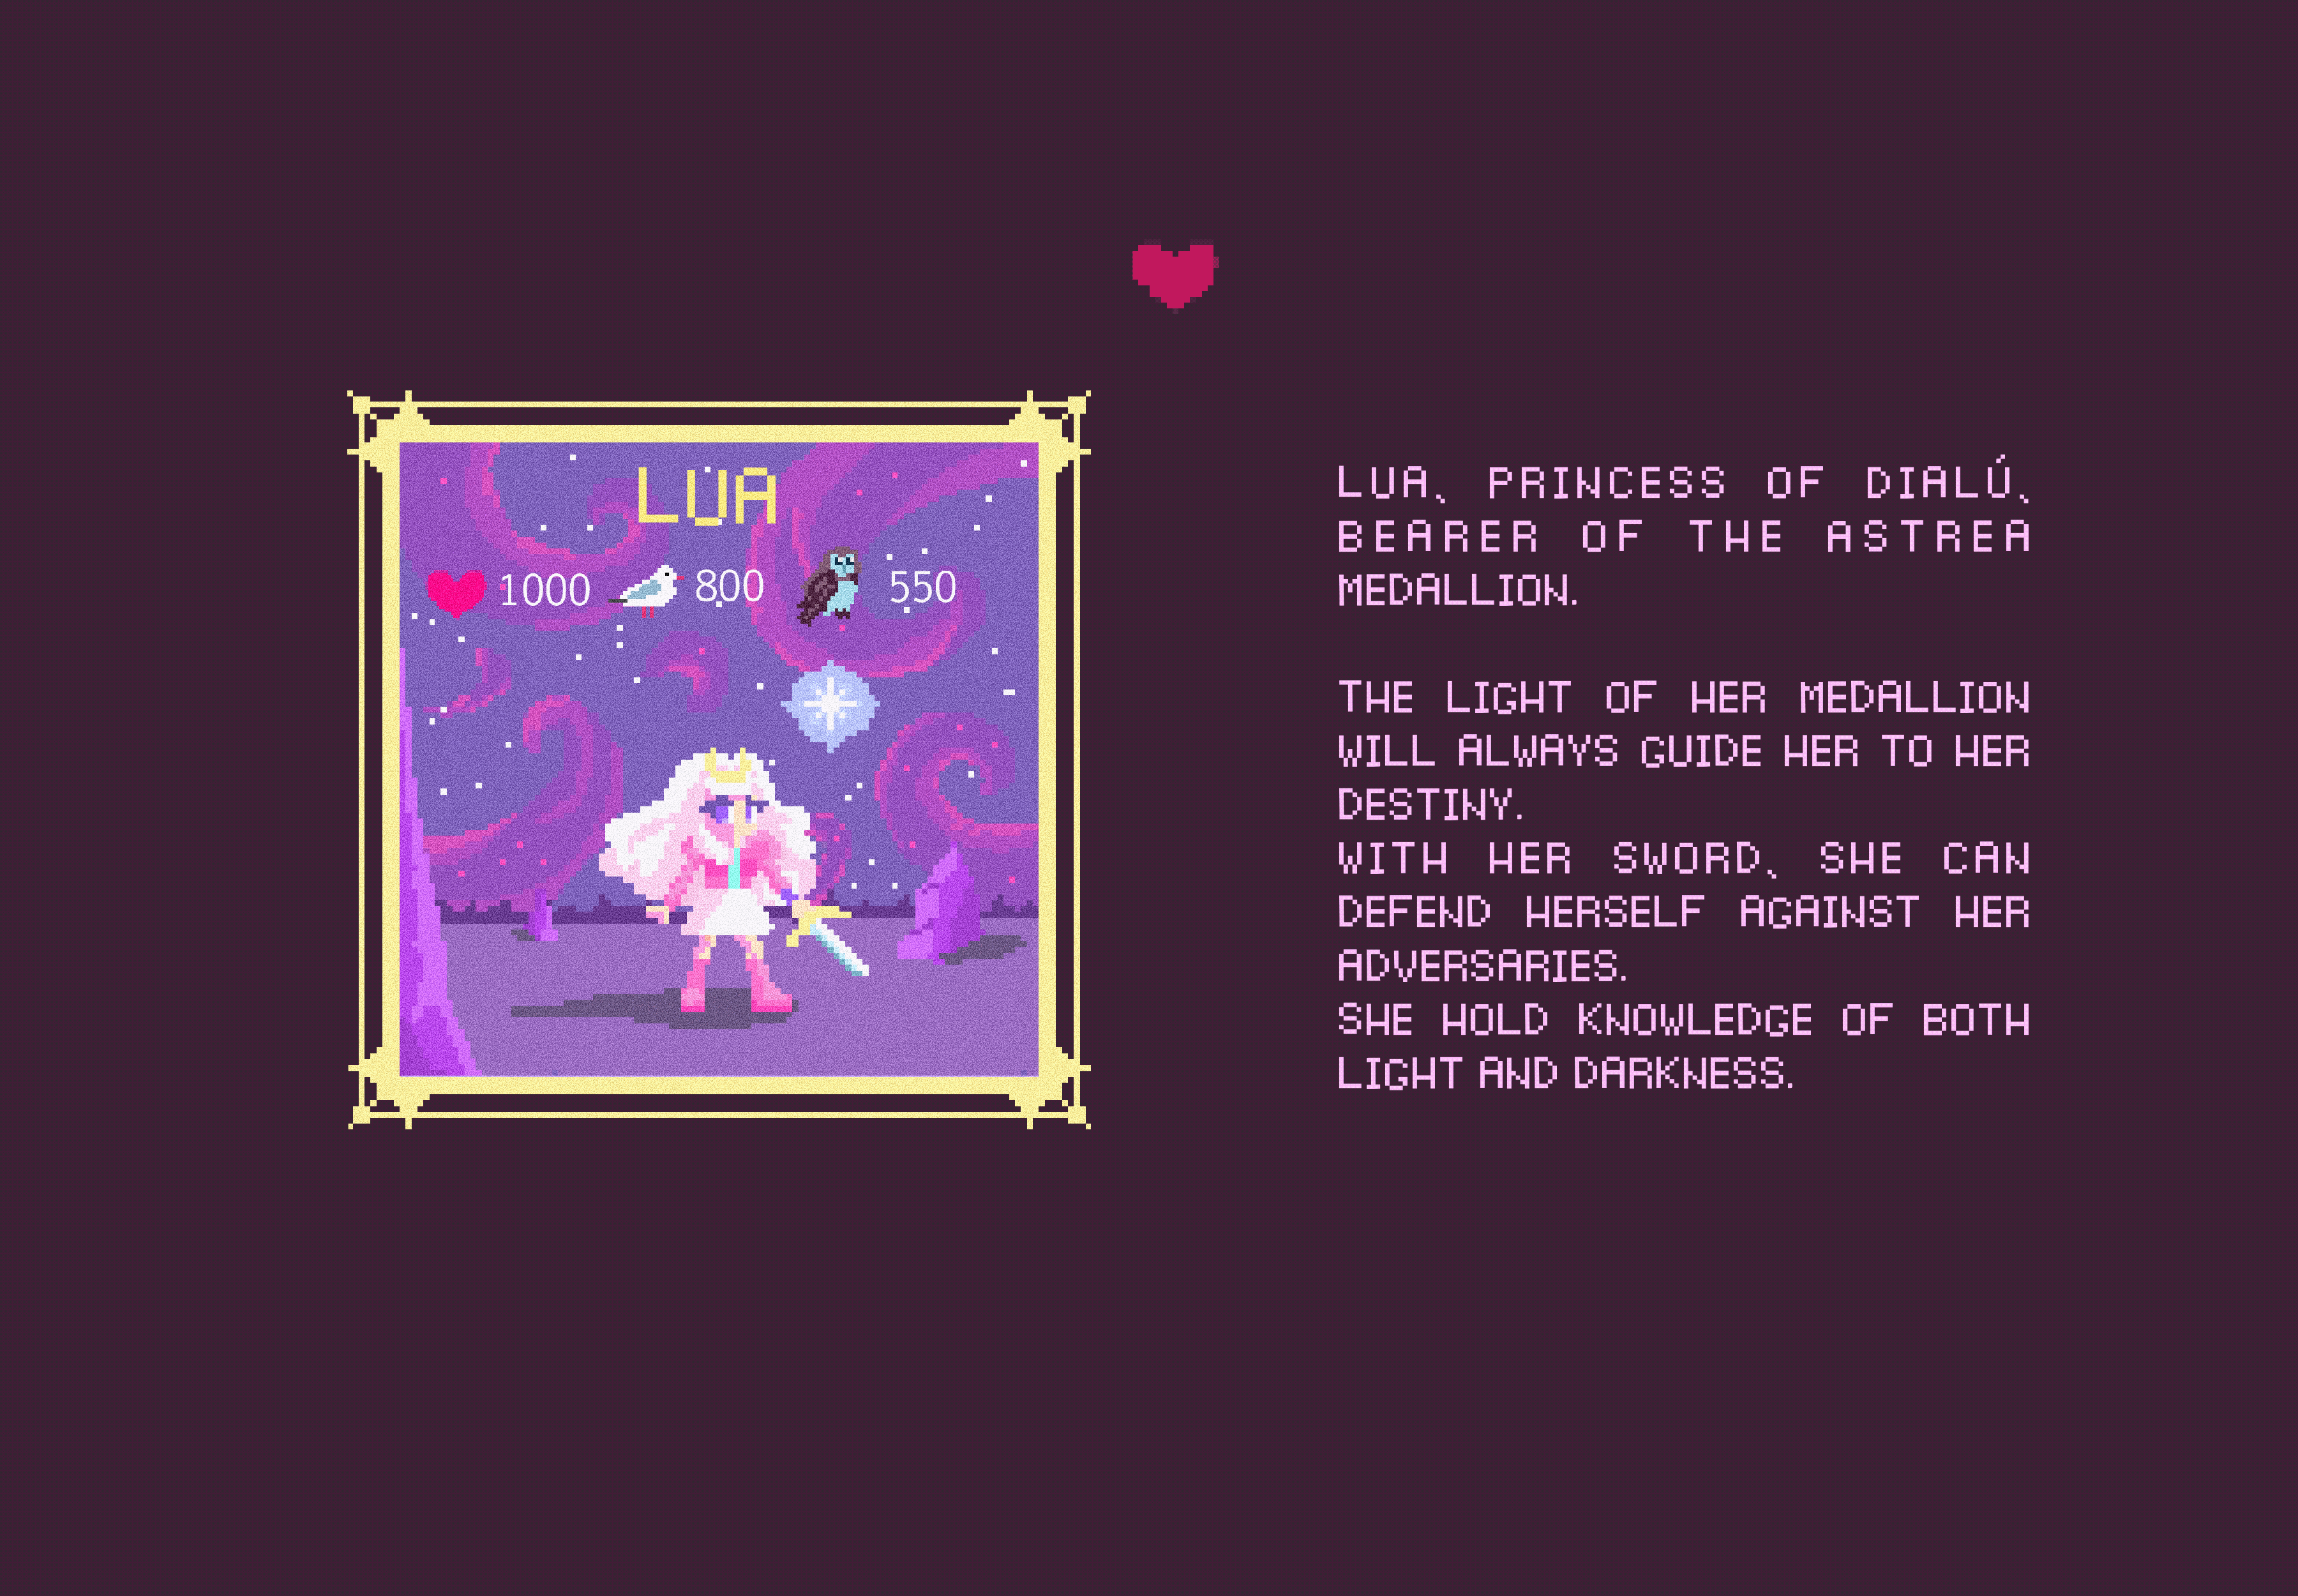 LUA
1000 800 550
LUA, PRINCESS OF DIALÚ,
BEARER OF THE ASTREA
MEDALLION.
THE LIGHT OF HER MEDALLION
WILL ALWAYS GUIDE HER TO HER
DESTINY.
WITH HER SWORD, SHE CAN
DEFEND HERSELF AGAINST HER
ADVERSARIES.
SHE HOLD KNOWLEDGE OF BOTH
LIGHT AND DARKNESS.